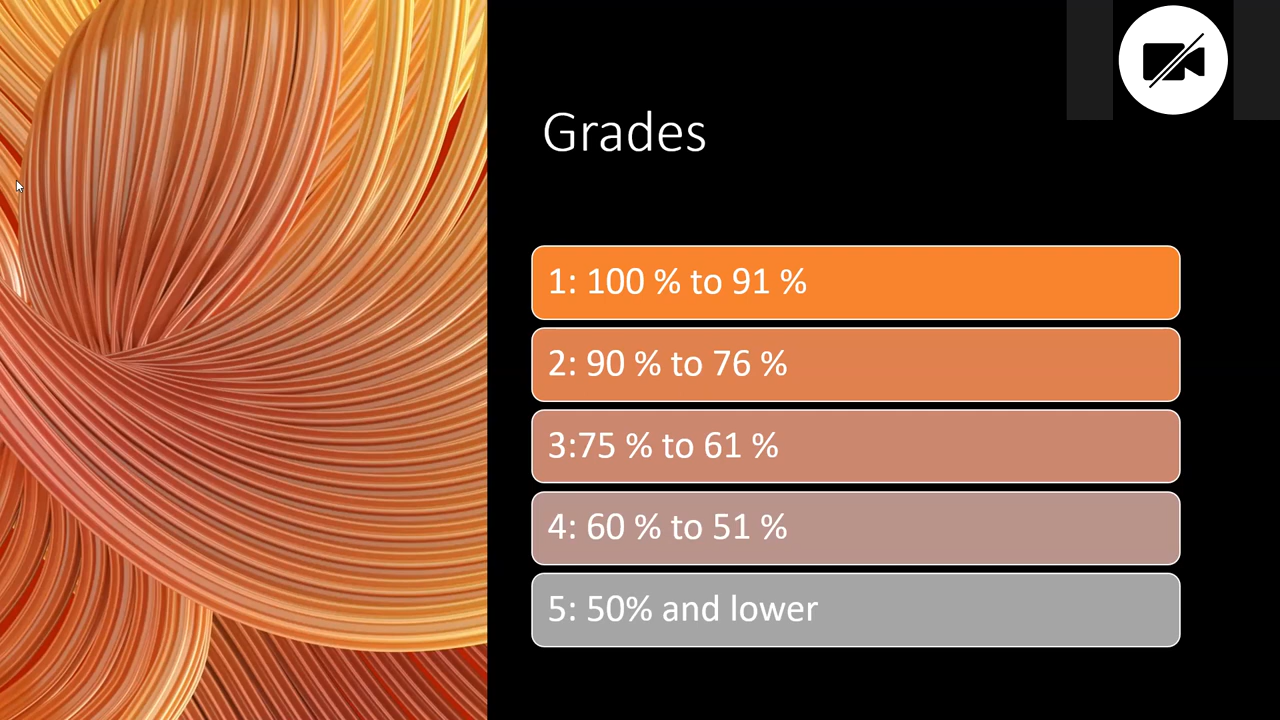 Grades
1: 100 % to 91 %
2: 90 % to 76 %
3:75 % to 61 %
4: 60 % to 51 %
5: 50% and lower